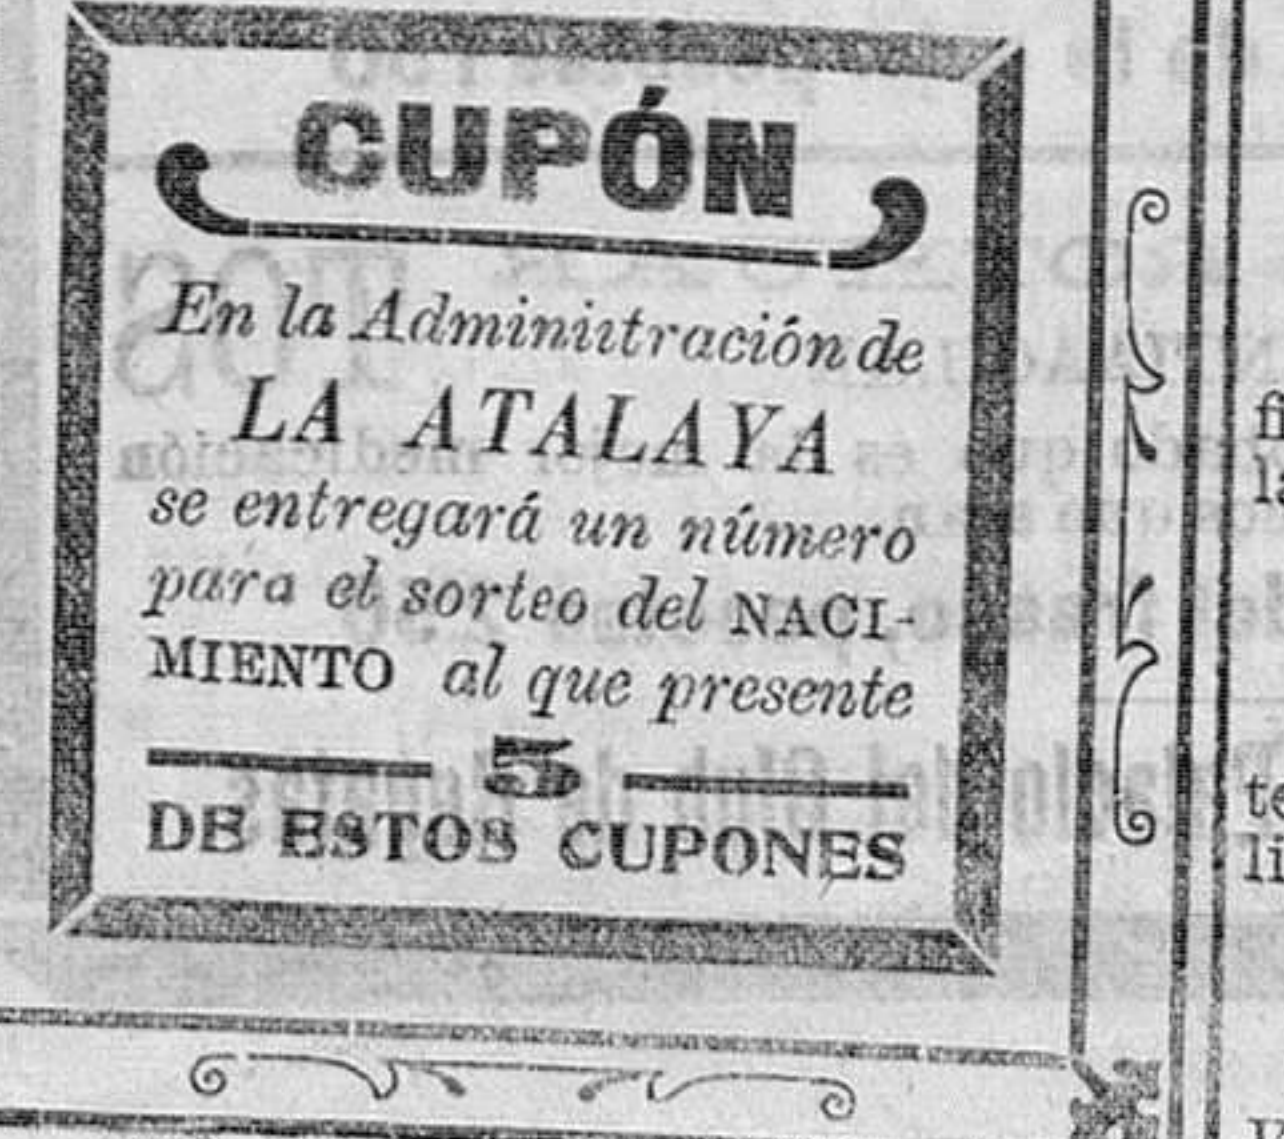 CUPÓN
En la Adminiitración de
LA ATALAYA
se entregará un número
para el sorteo del NACI-
MIENTO al que presente
5
DE ESTOS CUPONES